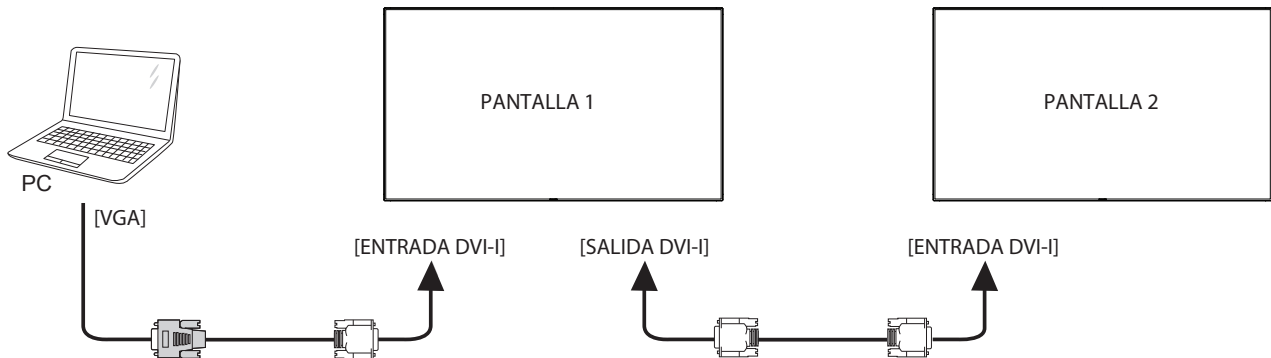 PANTALLA 1
PANTALLA 2
PC
[VGA]
[ENTRADA DVI-I]
[SALIDA DVI-I]
[ENTRADA DVI-I]